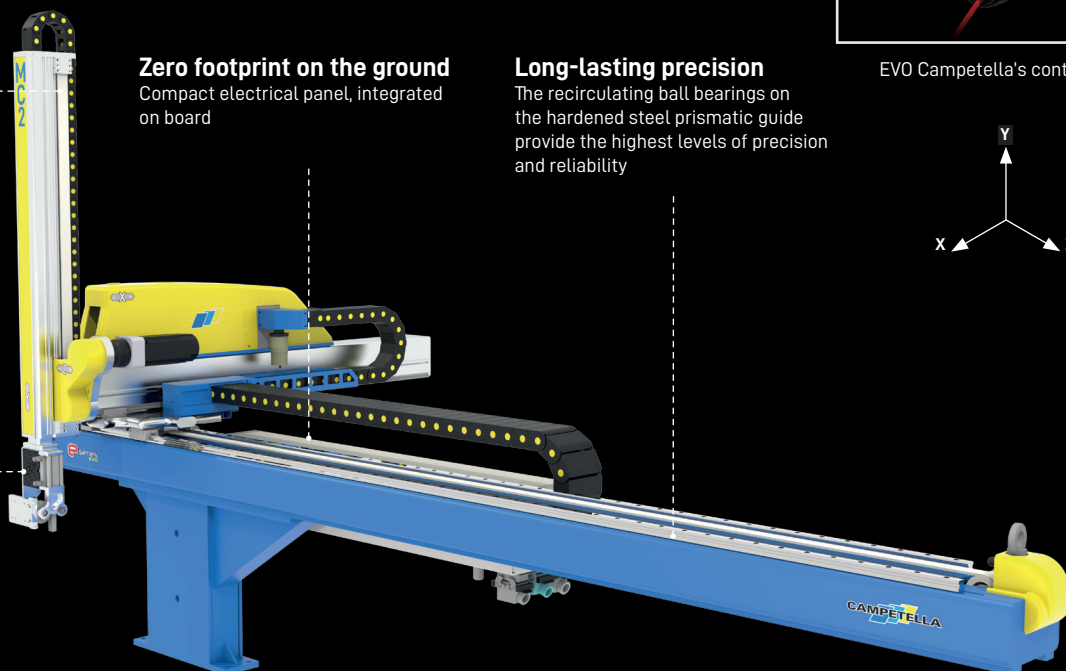 Zero footprint on the ground
Compact electrical panel, integrated
on board
Long-lasting precision
The recirculating ball bearings on
the hardened steel prismatic guide
provide the highest levels of precision
and reliability
EVO Campetella's cont
Y
X
MC2
X
CAMPETELLA